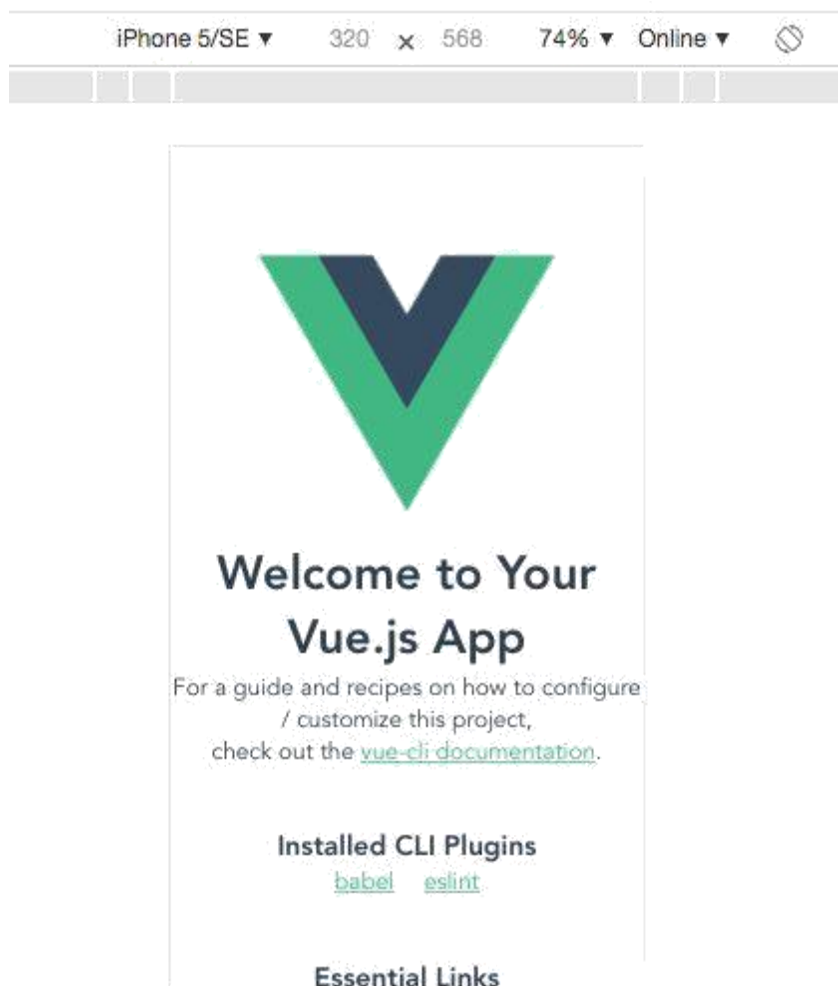 iPhone 5/SE ▼ 320 × 568 74% ▼ Online ▼
Welcome to Your
Vue.js App
For a guide and recipes on how to configure
/ customize this project,
check out the vue-cli documentation.
Installed CLI Plugins
babel eslint
Essential Links